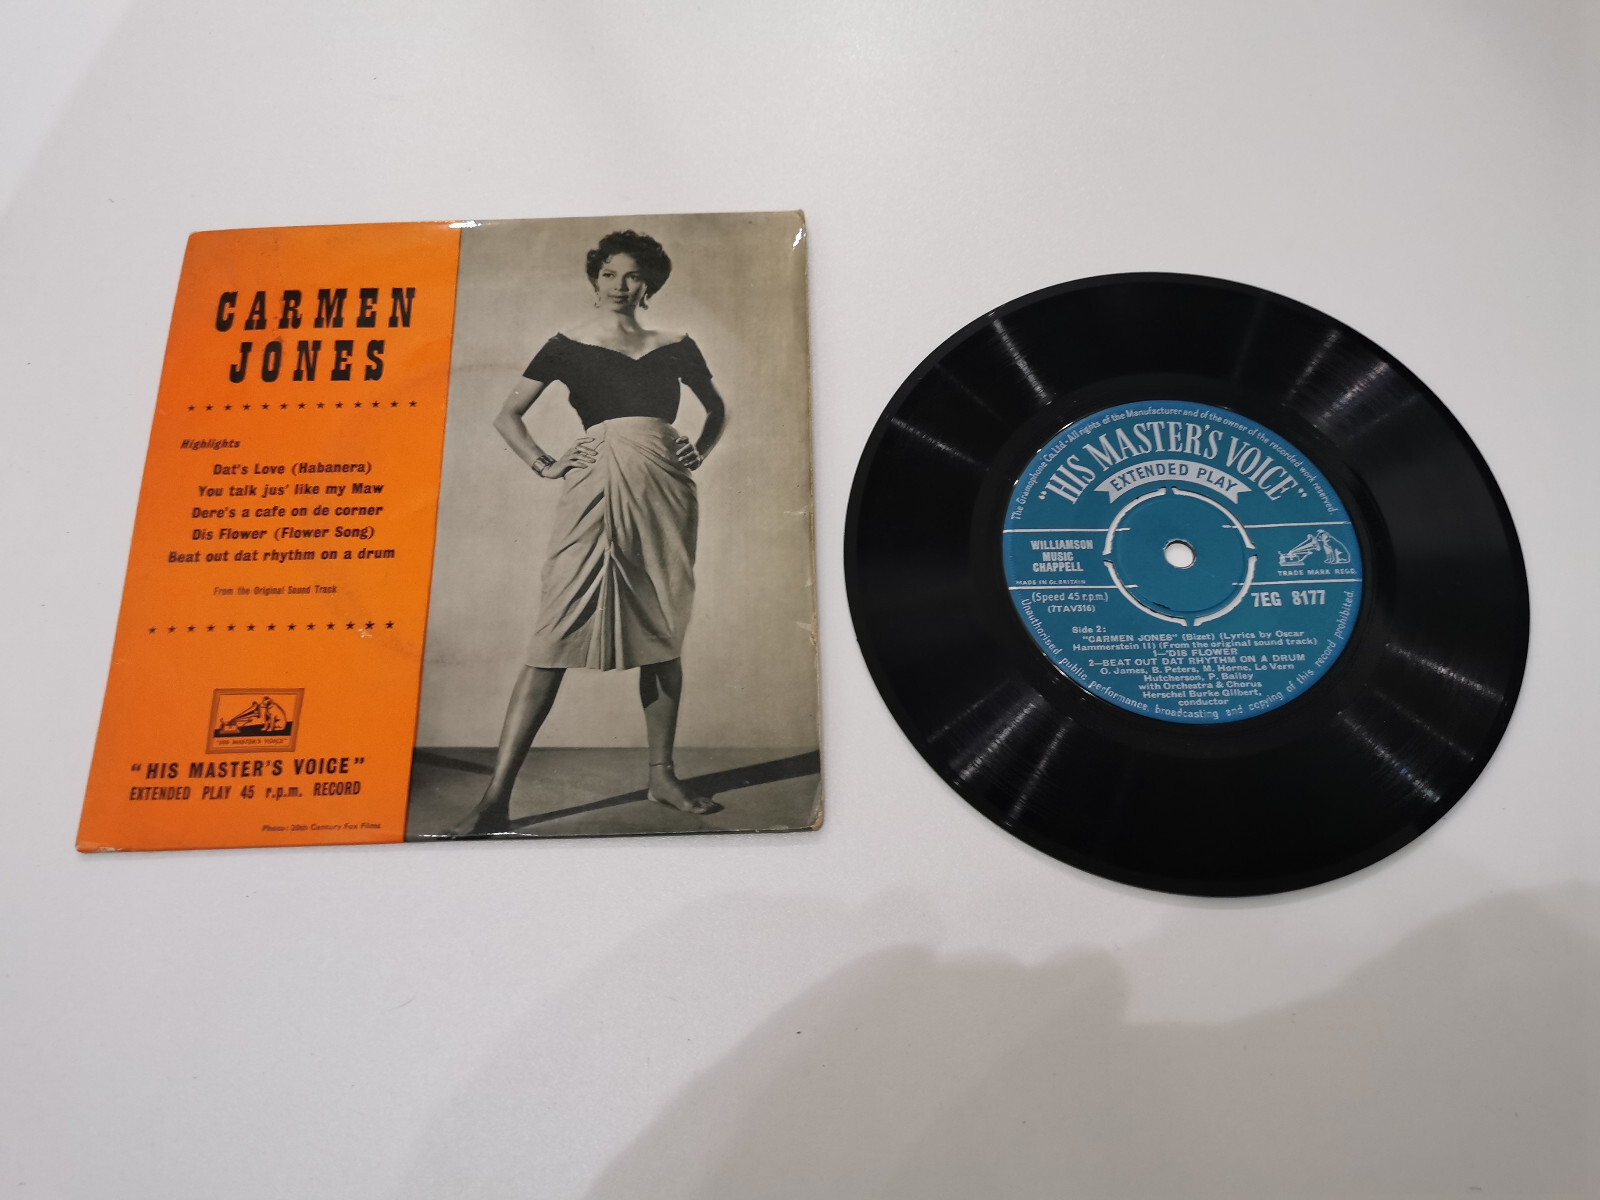 CARMEN
JONES
Highlights
Dat's Love (Habanera)
You talk jus' like my Maw
Dere's a cafe on de corner
Dis Flower (Flower Song)
Beat out dat rhythm on a drum
From the Original Sound Track
"HIS MASTER'S VOICE"
"HIS MASTER'S VOICE"
EXTENDED PLAY 45 r.p.m. RECORD
Photo: 20th Century Fox Films
The Gramophone Co. Ltd. · All rights of the Manufacturer and of the owner of the recorded work reserved.
"HIS MASTER'S VOICE"
EXTENDED PLAY
WILLIAMSON
MUSIC
CHAPPELL
TRADE MARK REGD.
MADE IN Gt. BRITAIN
(Speed 45 r.p.m.)
(7TAV316)
7EG 8177
Side 2:
"CARMEN JONES" (Bizet) (Lyrics by Oscar
Hammerstein II) (From the original sound track)
1—'DIS FLOWER
2—BEAT OUT DAT RHYTHM ON A DRUM
O. James, B. Peters, M. Horne, Le Vern
Hutcherson, P. Bailey
with Orchestra & Chorus
Herschel Burke Gilbert,
conductor
Unauthorised public performance, broadcasting and copying of this record prohibited.